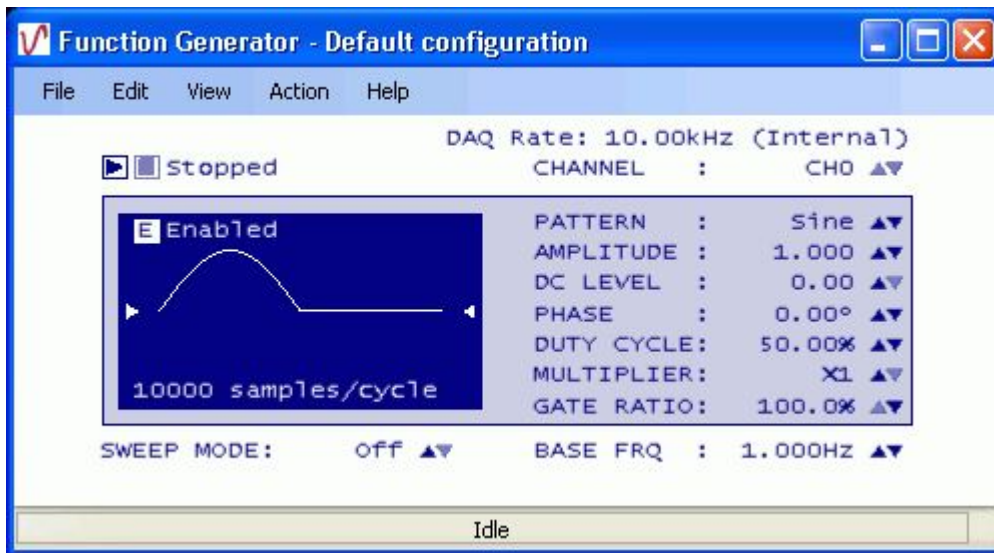 Function Generator - Default configuration
File Edit View Action Help
DAQ Rate: 10.00kHz (Internal)
Stopped CHANNEL : CH0
E Enabled PATTERN : Sine
AMPLITUDE : 1.000
DC LEVEL : 0.00
PHASE : 0.00°
DUTY CYCLE: 50.00%
MULTIPLIER: X1
10000 samples/cycle
GATE RATIO: 100.0%
SWEEP MODE: Off BASE FRQ : 1.000Hz
Idle